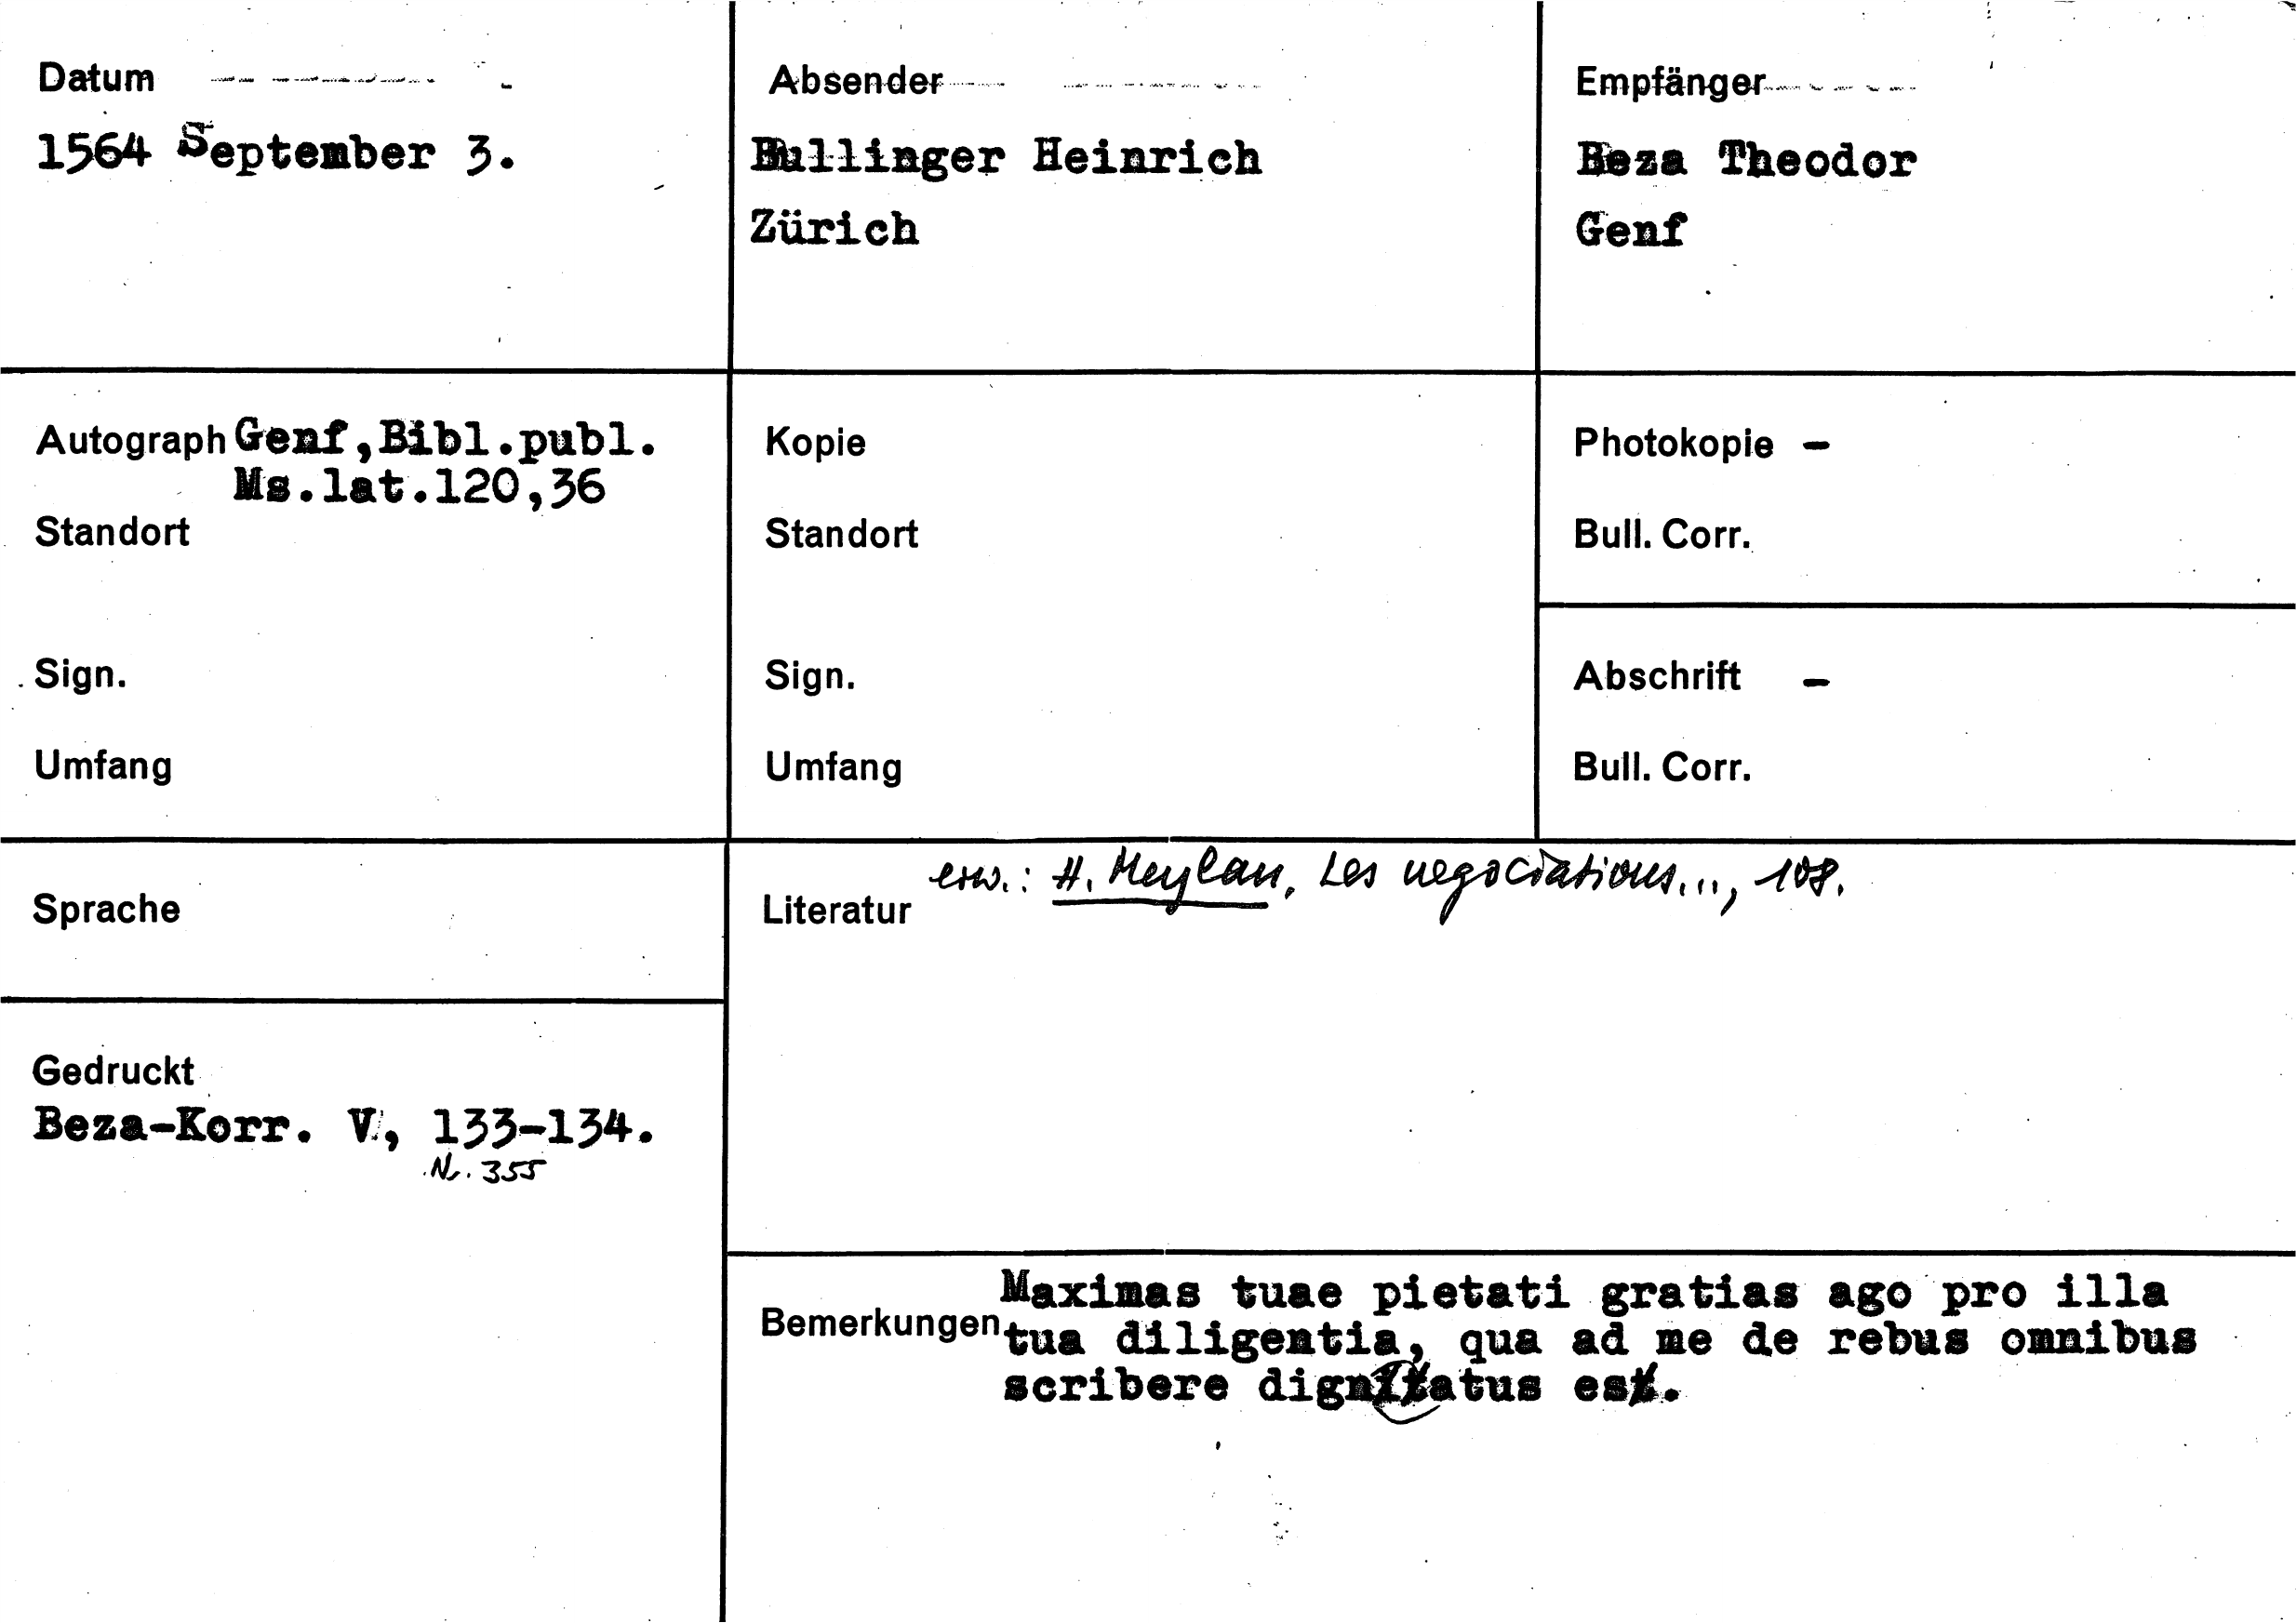 Datum
1564 September 3.
Absender
Bullinger Heinrich
Zürich
Empfänger
Beza Theodor
Genf
Autograph Genf,Bibl.publ.
Ms.lat.120,36
Standort
Sign.
Umfang
Kopie
Standort
Sign.
Umfang
Photokopie -
Bull. Corr.
Abschrift -
Bull. Corr.
Sprache
Literatur erw.: H. Meylan, Les negociations..., 108.
Gedruckt
Beza-Korr. V, 133-134.
Nr. 355
Bemerkungen Maximas tuae pietati gratias ago pro illa
tua diligentia, qua ad me de rebus omnibus
scribere dignatus es.